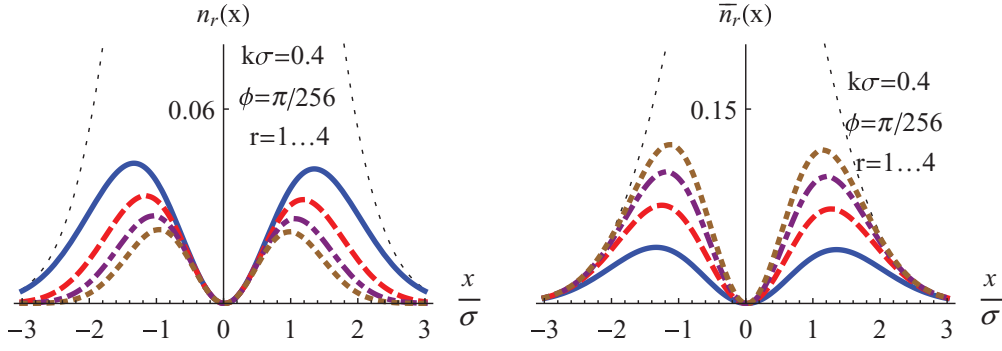 n_r(x)
kσ=0.4
0.06
ϕ=π/256
r=1…4
x
σ
−3 −2 −1 0 1 2 3
n̅_r(x)
kσ=0.4
0.15
ϕ=π/256
r=1…4
x
σ
−3 −2 −1 0 1 2 3